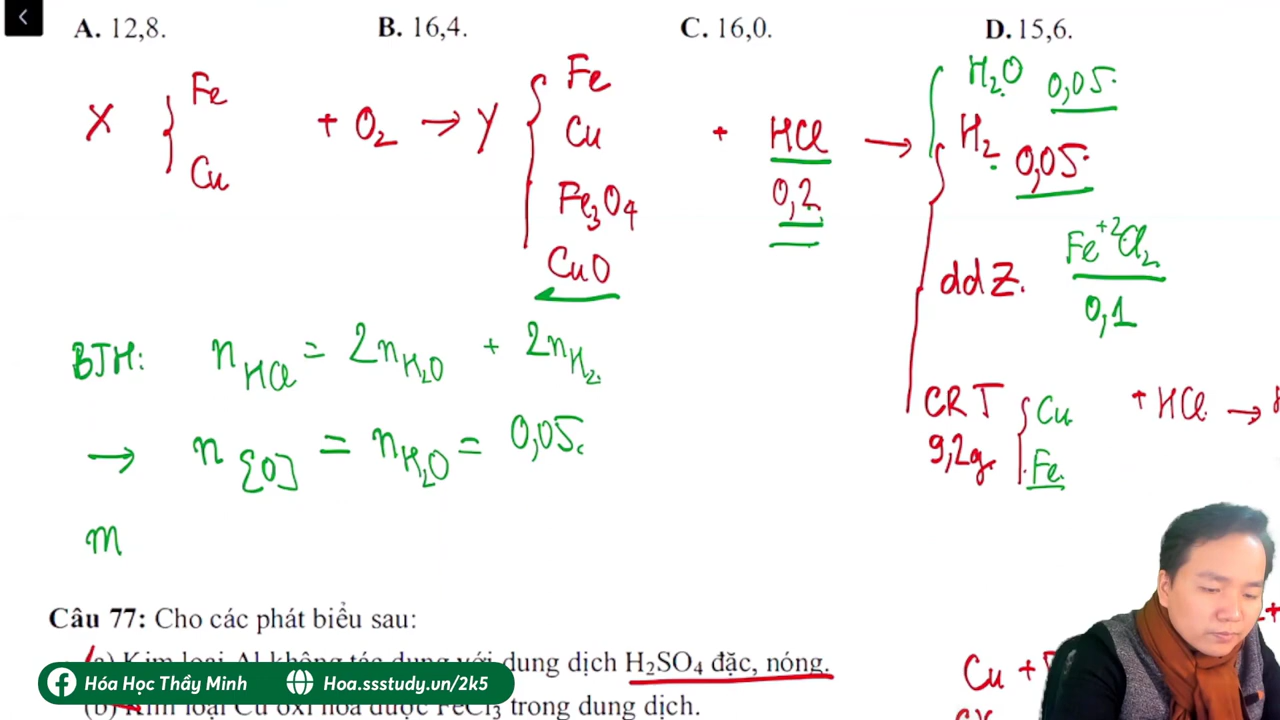 A. 12,8. B. 16,4. C. 16,0. D. 15,6.
X { Fe Cu + O2 → Y { Fe Cu Fe3O4 CuO + HCl 0,2 → { H2O 0,05.
H2 0,05.
ddZ. Fe+2Cl2 0,1
CRT 9,2g. { Cu Fe + HCl →
BTH: nHCl = 2nH2O + 2nH2.
→ n[O] = nH2O = 0,05.
m
Câu 77: Cho các phát biểu sau:
dung dịch H2SO4 đặc, nóng.
Cu +
(b) Kim loại Cu oxi hóa được FeCl3 trong dung dịch.
Hóa Học Thầy Minh Hoa.ssstudy.vn/2k5